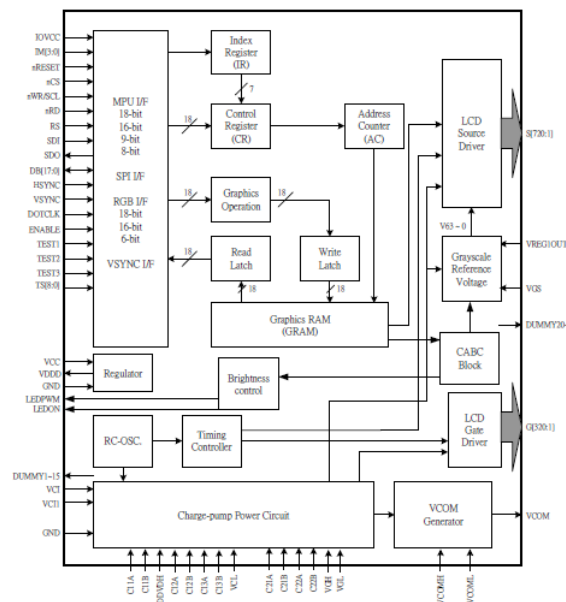 IOVCC
IM[3:0]
nRESET
nCS
nWR/SCL
nRD
RS
SDI
SDO
DB[17:0]
HSYNC
VSYNC
DOTCLK
ENABLE
TEST1
TEST2
TEST3
TS[8:0]
MPU I/F
18-bit
16-bit
9-bit
8-bit
SPI I/F
RGB I/F
18-bit
16-bit
6-bit
VSYNC I/F
Index
Register
(IR)
7
18
Control
Register
(CR)
Address
Counter
(AC)
18
Graphics
Operation
18
18
Read
Latch
Write
Latch
18
18
Graphics RAM
(GRAM)
LCD
Source
Driver
S[720:1]
V63 ~ 0
Grayscale
Reference
Voltage
VREG1OUT
VGS
DUMMY20~
CABC
Block
VCC
VDDD
GND
Regulator
LEDPWM
LEDON
Brightness
control
RC-OSC.
Timing
Controller
LCD
Gate
Driver
G[320:1]
DUMMY1~15
VCI
VCI1
GND
Charge-pump Power Circuit
VCOM
Generator
VCOM
C11A
C11B
DDVDH
C12A
C12B
C13A
C13B
VCL
C21A
C21B
C22A
C22B
VGH
VGL
VCOMH
VCOML